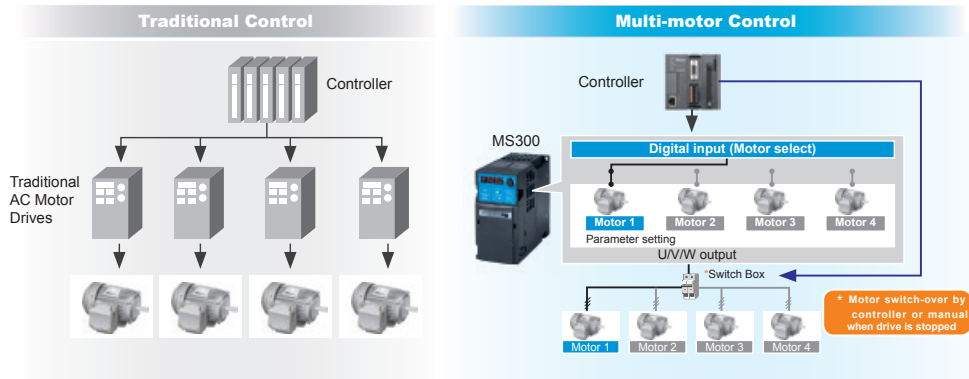 Traditional Control
Controller
Traditional
AC Motor
Drives
Multi-motor Control
Controller
MS300
Digital input (Motor select)
Motor 1
Motor 2
Motor 3
Motor 4
Parameter setting
U/V/W output
*Switch Box
* Motor switch-over by
controller or manual
when drive is stopped
Motor 1
Motor 2
Motor 3
Motor 4